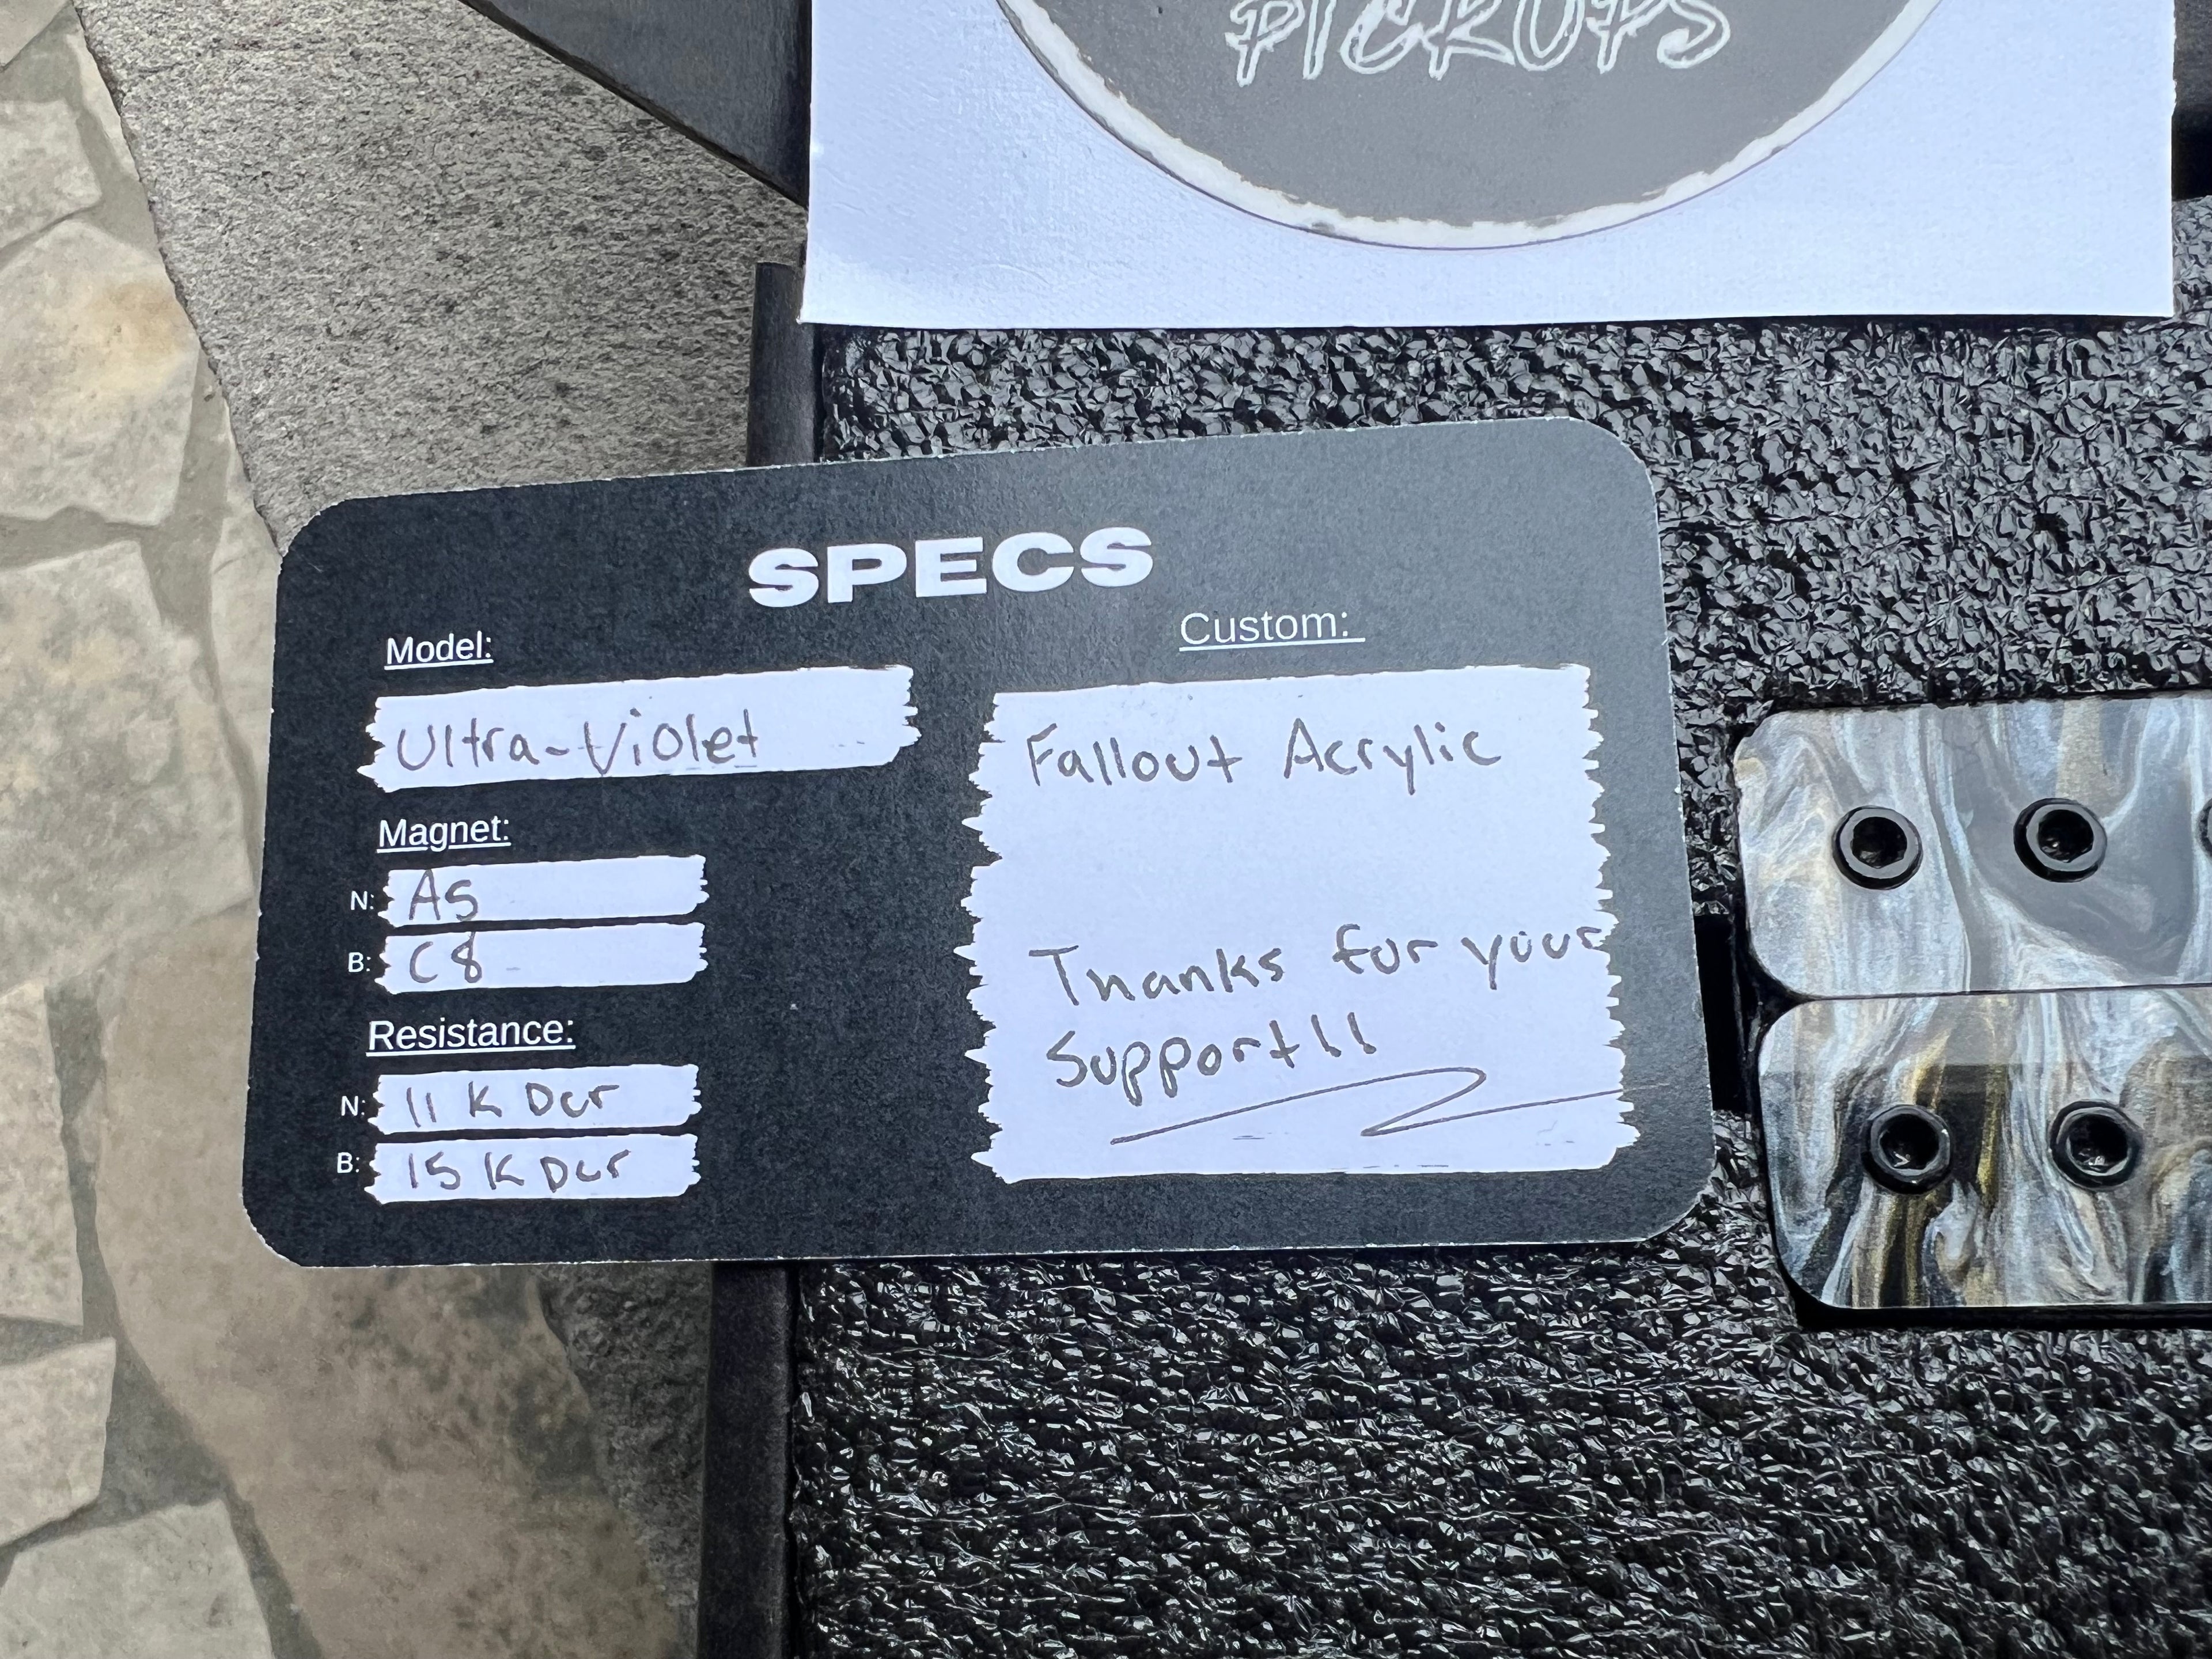 PICKUPS
SPECS
Model:
Ultra-Violet
Magnet:
N: A5
B: C8
Resistance:
N: 11 K Dcr
B: 15 K Dcr
Custom:
Fallout Acrylic
Thanks for your
Support!!